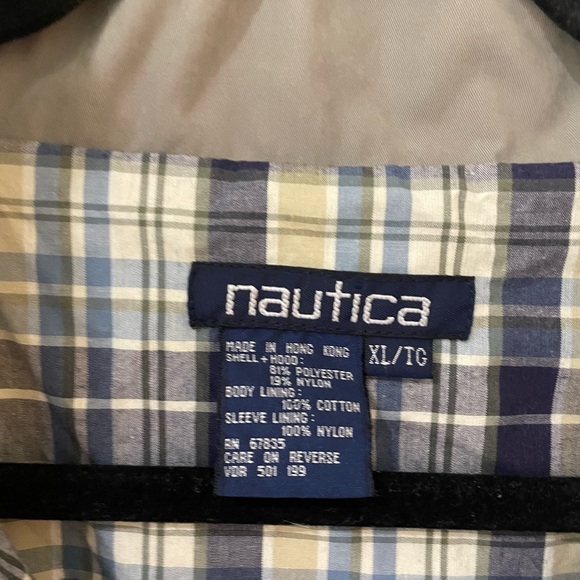 nautica
XL/TG
MADE IN HONG KONG
SHELL + HOOD:
81% POLYESTER
19% NYLON
BODY LINING:
100% COTTON
SLEEVE LINING:
100% NYLON
RN 67835
CARE ON REVERSE
VDR 501 199